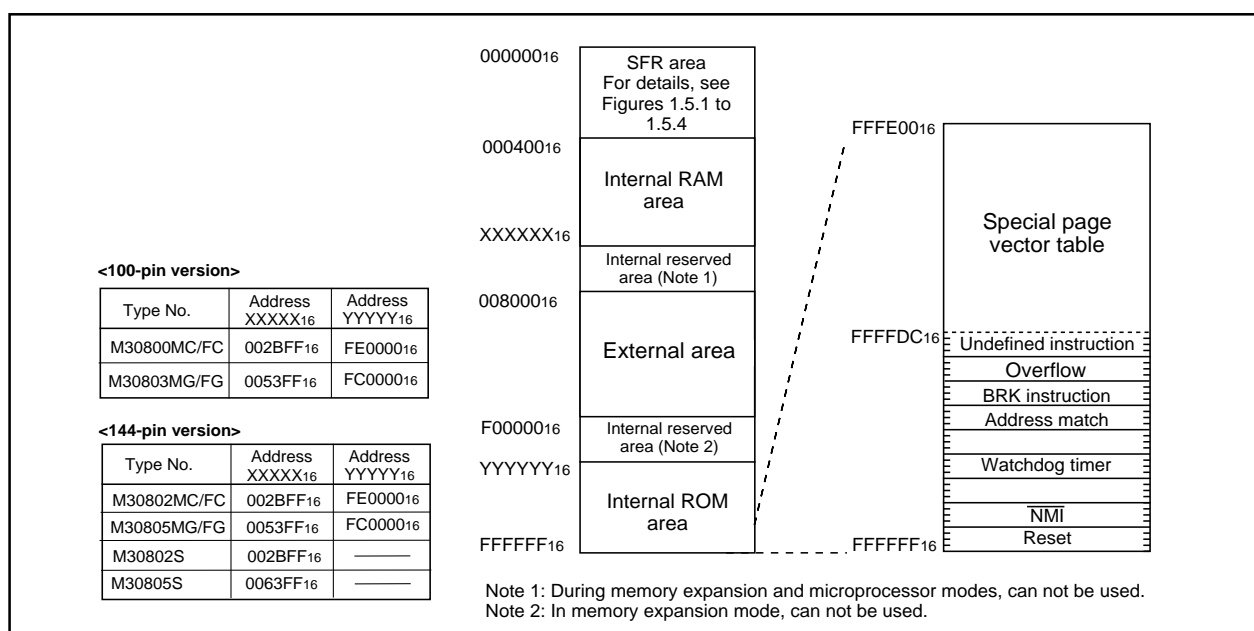 <100-pin version>
Type No. Address XXXXX16 Address YYYYY16
M30800MC/FC 002BFF16 FE000016
M30803MG/FG 0053FF16 FC000016
<144-pin version>
Type No. Address XXXXX16 Address YYYYY16
M30802MC/FC 002BFF16 FE000016
M30805MG/FG 0053FF16 FC000016
M30802S 002BFF16
M30805S 0063FF16
00000016
SFR area
For details, see
Figures 1.5.1 to
1.5.4
00040016
Internal RAM
area
XXXXXX16
Internal reserved
area (Note 1)
00800016
External area
F0000016
Internal reserved
area (Note 2)
YYYYYY16
Internal ROM
area
FFFFFF16
FFFE0016
Special page
vector table
FFFFDC16
Undefined instruction
Overflow
BRK instruction
Address match
Watchdog timer
NMI
Reset
FFFFFF16
Note 1: During memory expansion and microprocessor modes, can not be used.
Note 2: In memory expansion mode, can not be used.